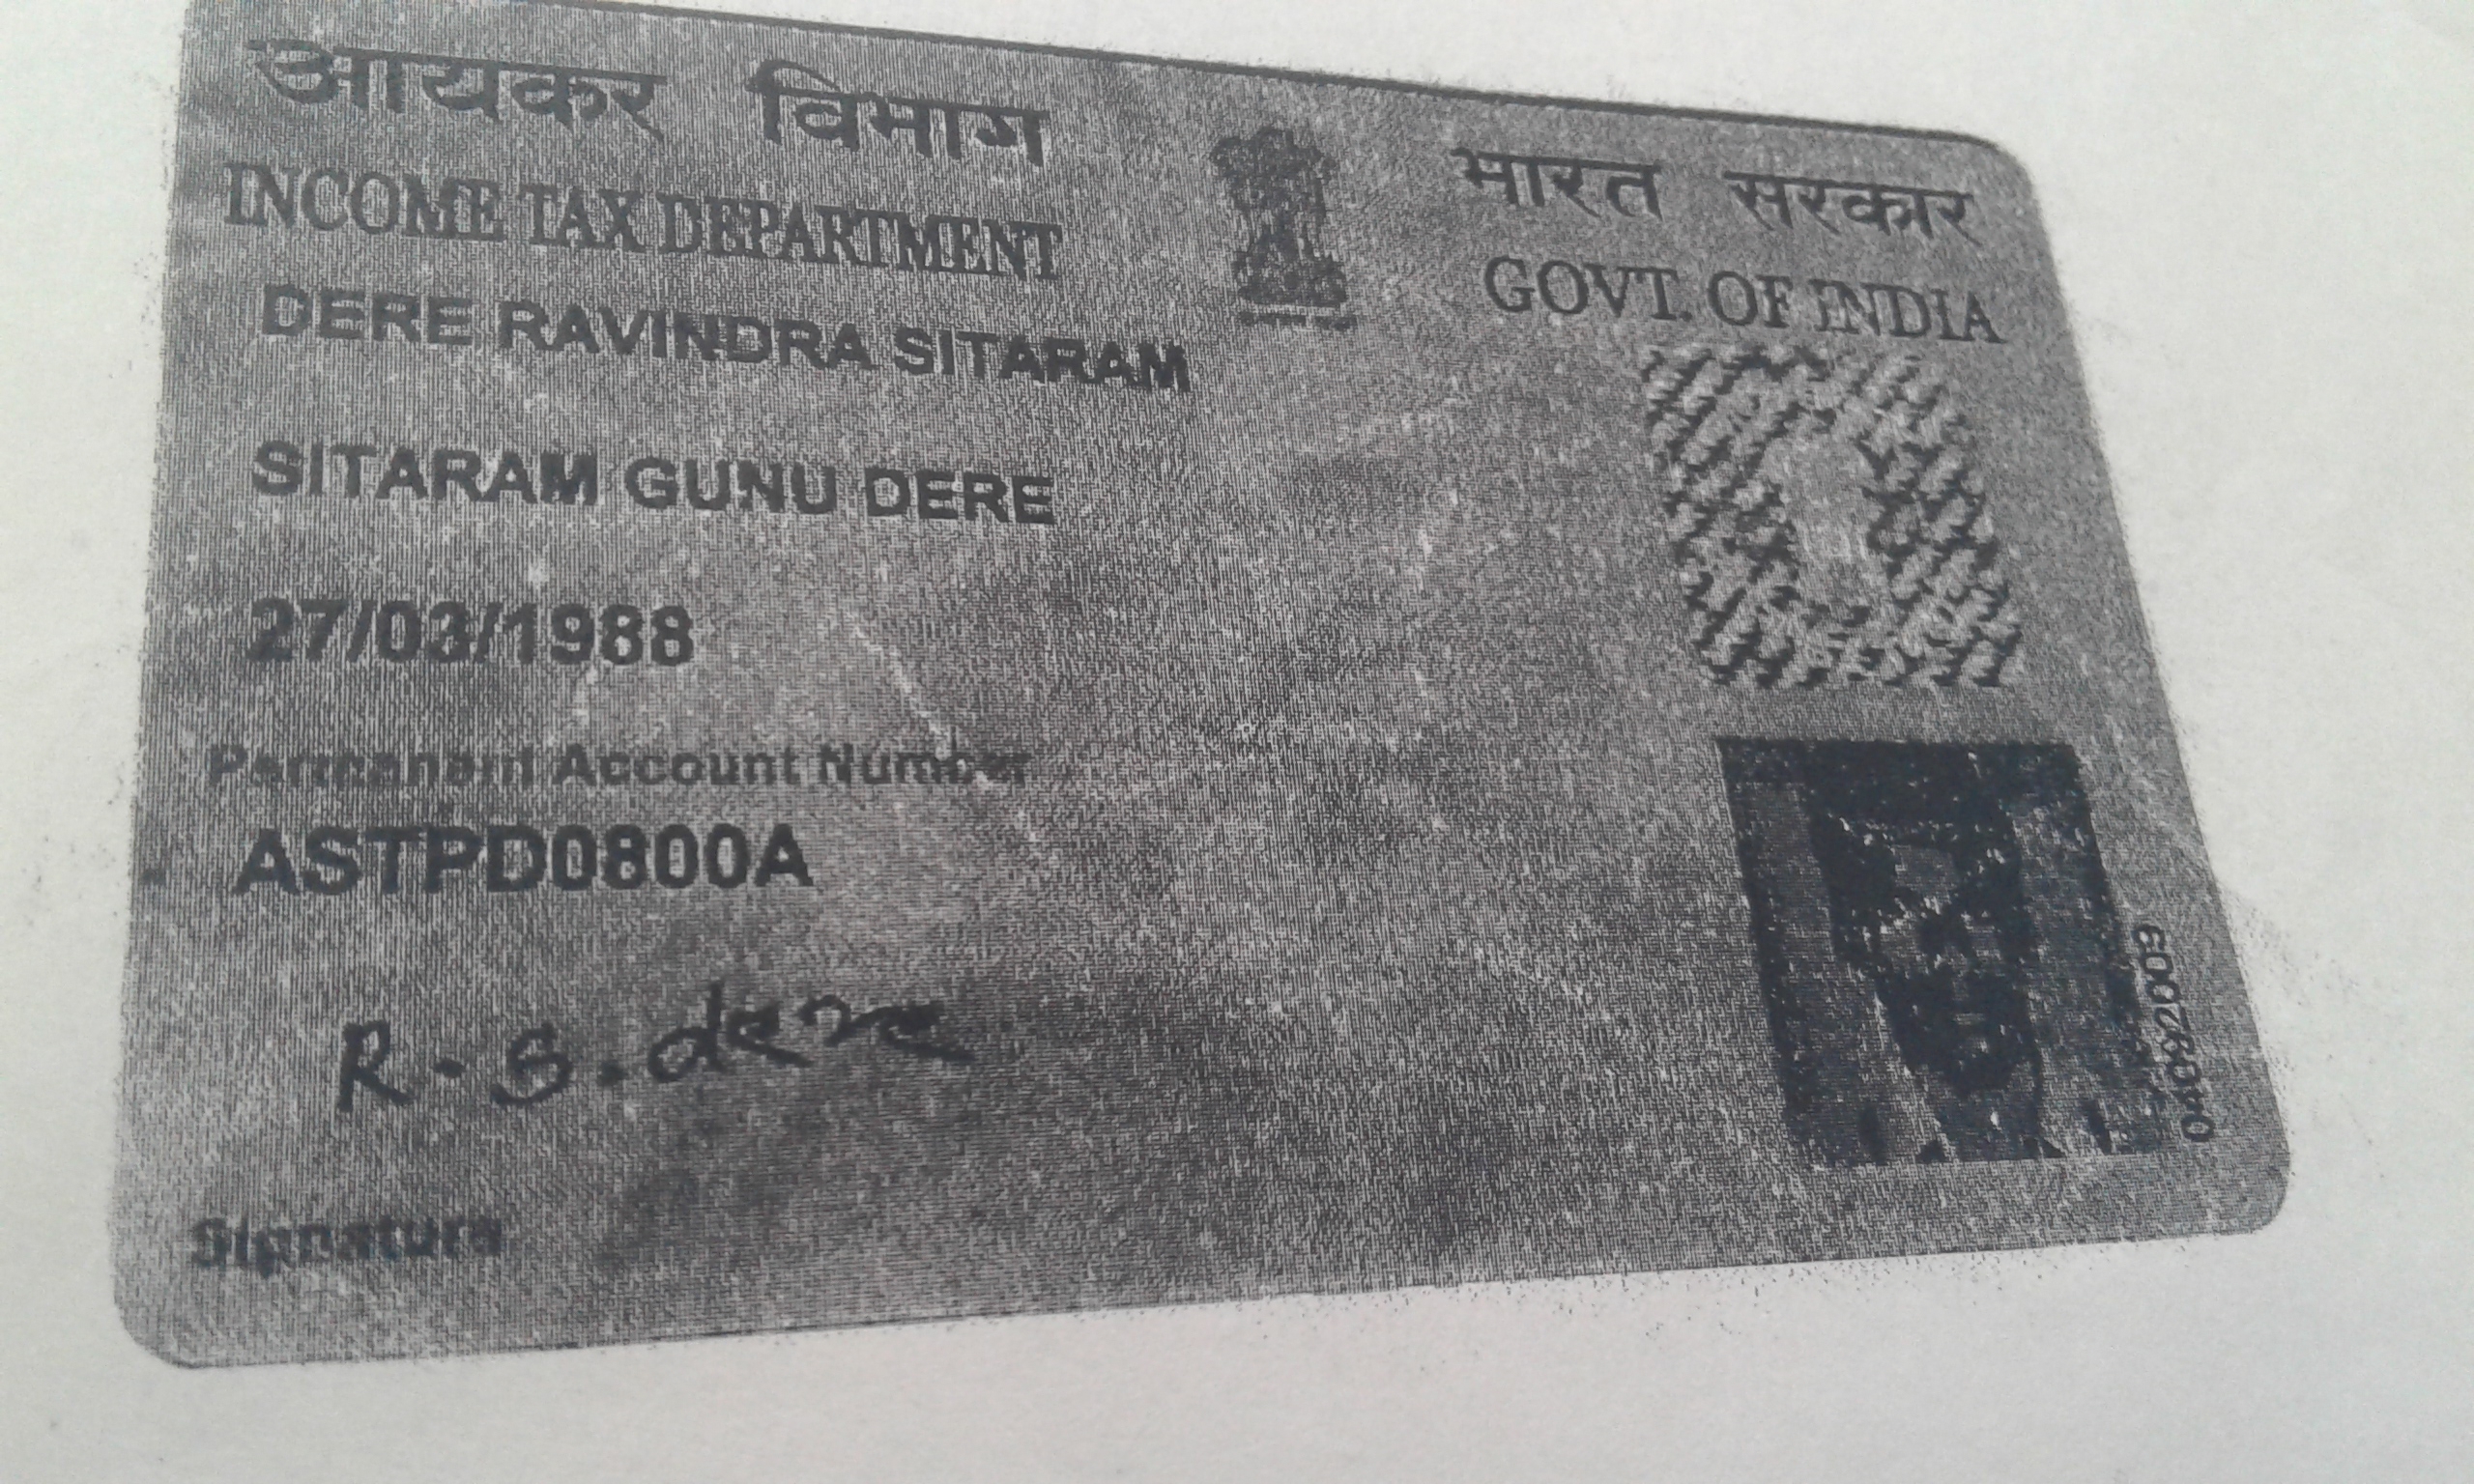 आयकर विभाग
INCOME TAX DEPARTMENT
भारत सरकार
GOVT. OF INDIA
DERE RAVINDRA SITARAM
SITARAM GUNU DERE
27/03/1988
Permanent Account Number
ASTPD0800A
R. S. dere
Signature
04092009